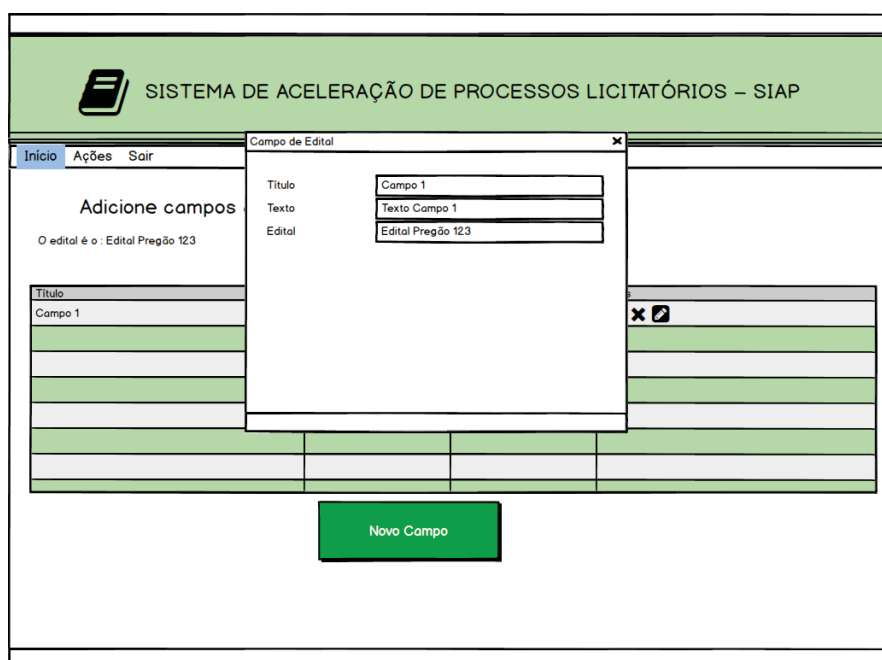 SISTEMA DE ACELERAÇÃO DE PROCESSOS LICITATÓRIOS – SIAP
Início Ações Sair
Campo de Edital
Título Campo 1
Texto Texto Campo 1
Edital Edital Pregão 123
Adicione campos
O edital é o : Edital Pregão 123
Título
Campo 1
Novo Campo